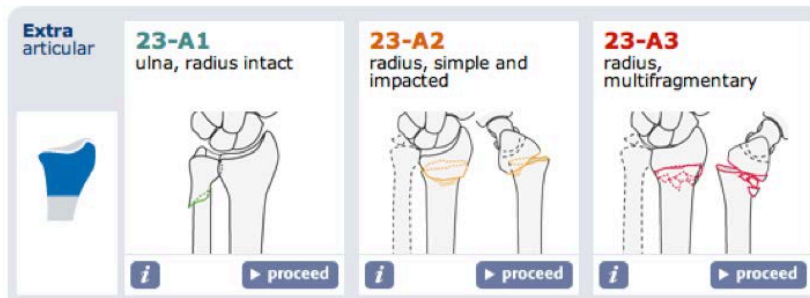 Extra
articular
23-A1
ulna, radius intact
23-A2
radius, simple and
impacted
23-A3
radius,
multifragmentary
i
proceed
i
proceed
i
proceed